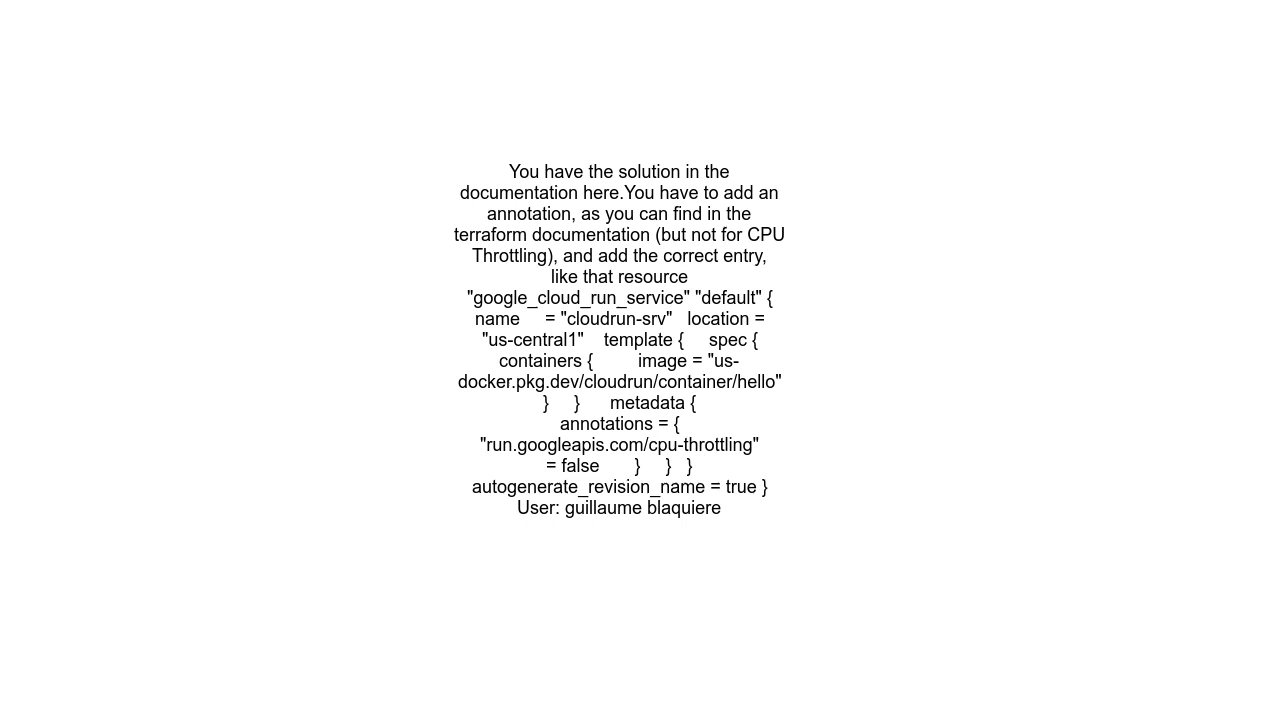 You have the solution in the
documentation here.You have to add an
annotation, as you can find in the
terraform documentation (but not for CPU
Throttling), and add the correct entry,
like that resource
"google_cloud_run_service" "default" {
name     = "cloudrun-srv"   location =
"us-central1"    template {     spec {
containers {         image = "us-
docker.pkg.dev/cloudrun/container/hello"
}     }      metadata {
annotations = {
"run.googleapis.com/cpu-throttling"
= false       }     }   }
autogenerate_revision_name = true }
User: guillaume blaquiere